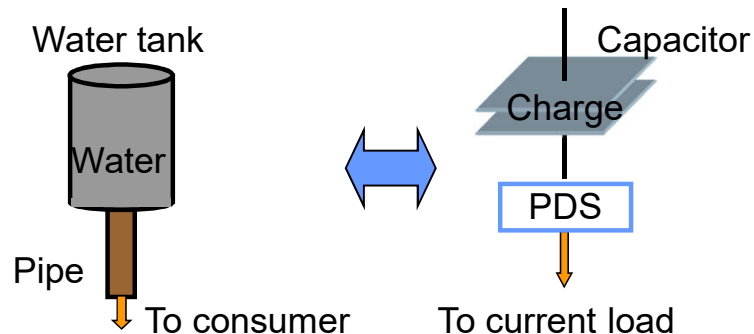 Water tank
Water
Pipe
To consumer
Capacitor
Charge
PDS
To current load